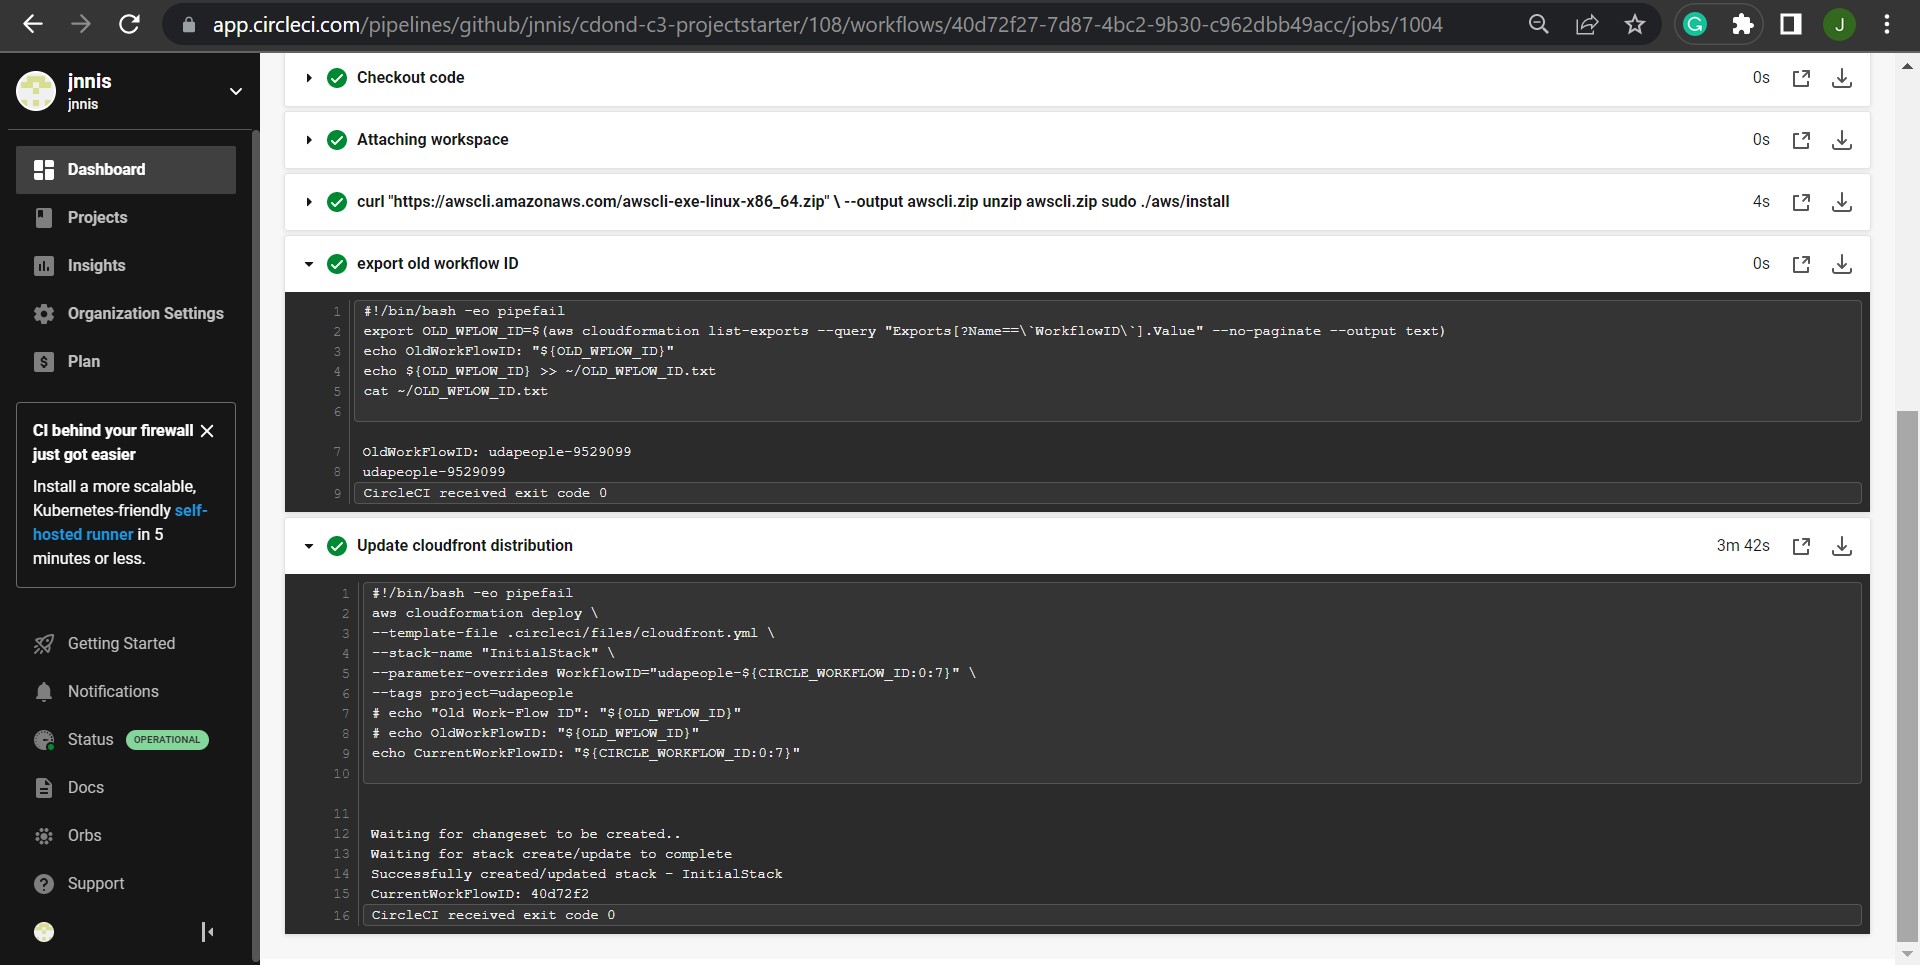 app.circleci.com/pipelines/github/jnnis/cdond-c3-projectstarter/108/workflows/40d72f27-7d87-4bc2-9b30-c962dbb49acc/jobs/1004
G
J
jnnis
jnnis
Dashboard
Projects
Insights
Organization Settings
Plan
CI behind your firewall
just got easier
Install a more scalable,
Kubernetes-friendly self-
hosted runner in 5
minutes or less.
Getting Started
Notifications
Status OPERATIONAL
Docs
Orbs
Support
Checkout code 0s
Attaching workspace 0s
curl "https://awscli.amazonaws.com/awscli-exe-linux-x86_64.zip" \ --output awscli.zip unzip awscli.zip sudo ./aws/install 4s
export old workflow ID 0s
1 #!/bin/bash -eo pipefail
2 export OLD_WFLOW_ID=$(aws cloudformation list-exports --query "Exports[?Name==\`WorkflowID\`].Value" --no-paginate --output text)
3 echo OldWorkFlowID: "${OLD_WFLOW_ID}"
4 echo ${OLD_WFLOW_ID} >> ~/OLD_WFLOW_ID.txt
5 cat ~/OLD_WFLOW_ID.txt
6
7 OldWorkFlowID: udapeople-9529099
8 udapeople-9529099
9 CircleCI received exit code 0
Update cloudfront distribution 3m 42s
1 #!/bin/bash -eo pipefail
2 aws cloudformation deploy \
3 --template-file .circleci/files/cloudfront.yml \
4 --stack-name "InitialStack" \
5 --parameter-overrides WorkflowID="udapeople-${CIRCLE_WORKFLOW_ID:0:7}" \
6 --tags project=udapeople
7 # echo "Old Work-Flow ID": "${OLD_WFLOW_ID}"
8 # echo OldWorkFlowID: "${OLD_WFLOW_ID}"
9 echo CurrentWorkFlowID: "${CIRCLE_WORKFLOW_ID:0:7}"
10
11
12 Waiting for changeset to be created..
13 Waiting for stack create/update to complete
14 Successfully created/updated stack - InitialStack
15 CurrentWorkFlowID: 40d72f2
16 CircleCI received exit code 0